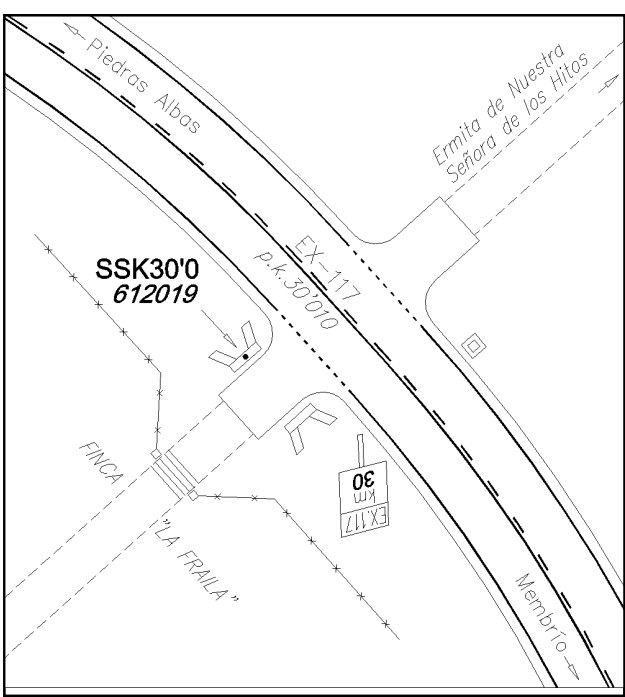 Piedras Albas
Ermita de Nuestra
Señora de los Hitos
EX-117
p.k.30'010
SSK30'0
612019
FINCA
"LA FRAILA"
30
km
EX.117
Membrío